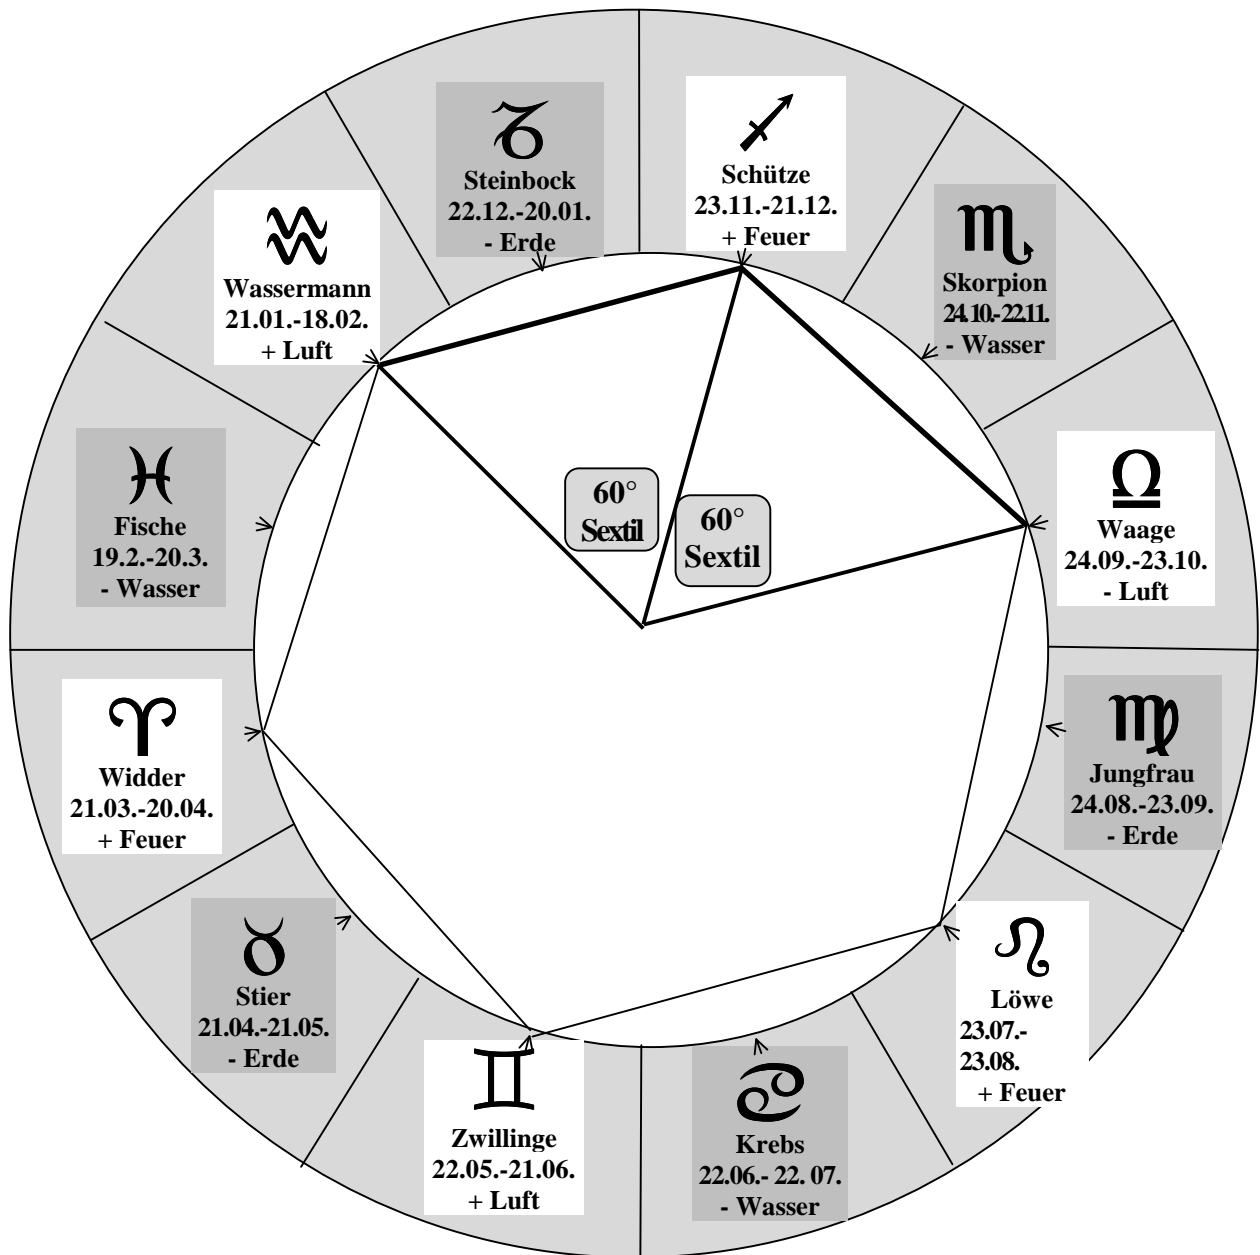 Steinbock
22.12.-20.01.
- Erde
Schütze
23.11.-21.12.
+ Feuer
Skorpion
24.10.-22.11.
- Wasser
Wassermann
21.01.-18.02.
+ Luft
Fische
19.2.-20.3.
- Wasser
60°
Sextil
60°
Sextil
Waage
24.09.-23.10.
- Luft
Widder
21.03.-20.04.
+ Feuer
Jungfrau
24.08.-23.09.
- Erde
Stier
21.04.-21.05.
- Erde
Löwe
23.07.-
23.08.
+ Feuer
Zwillinge
22.05.-21.06.
+ Luft
Krebs
22.06.- 22. 07.
- Wasser